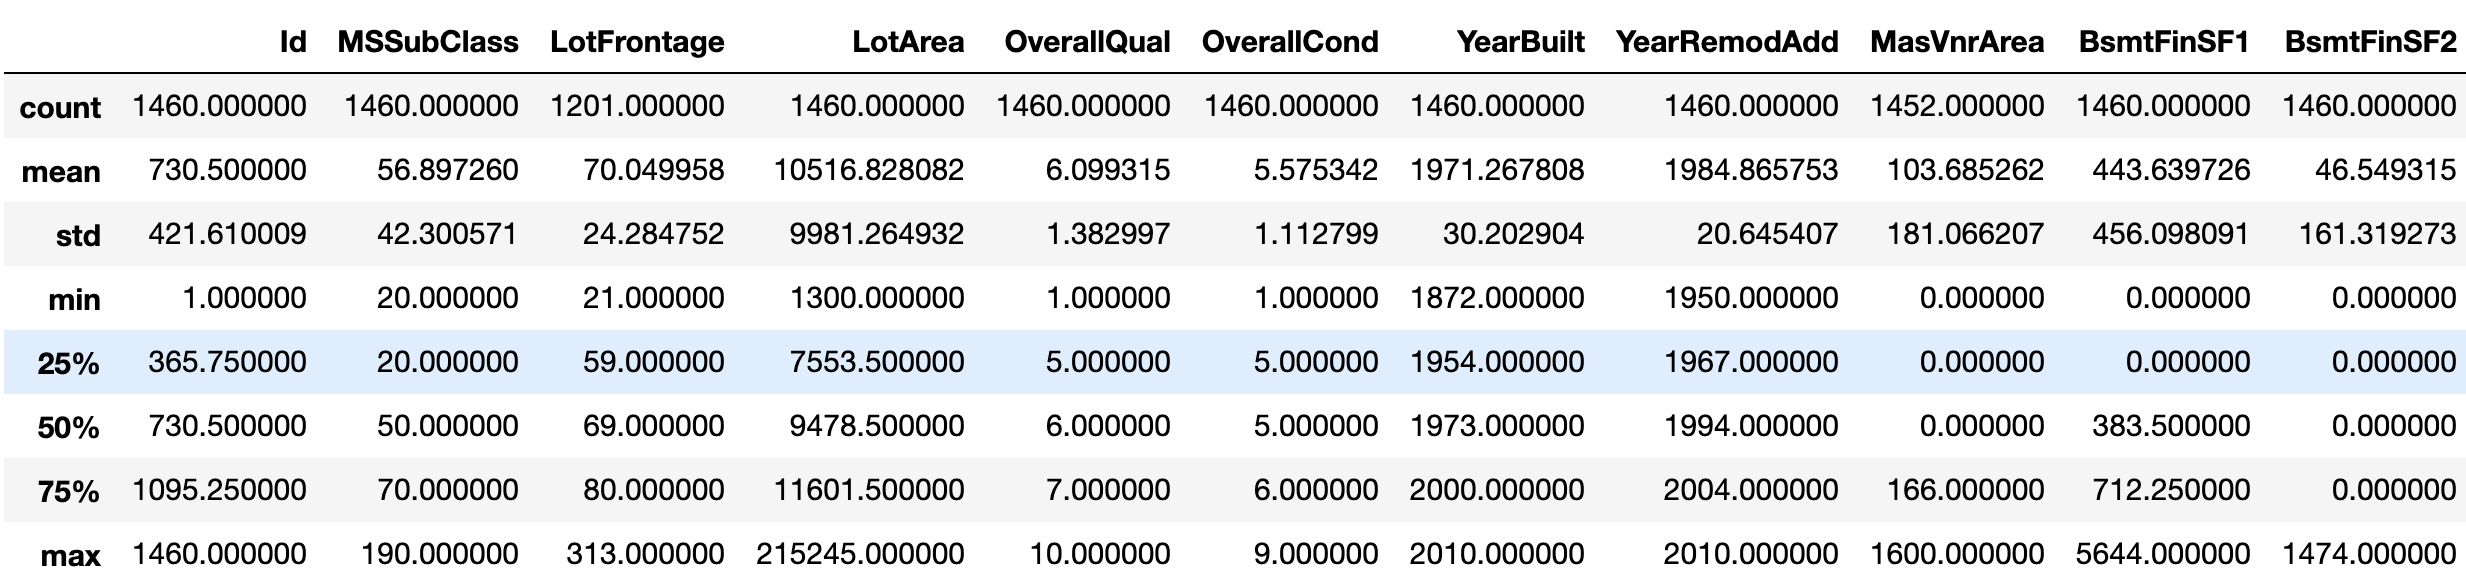 Id MSSubClass LotFrontage LotArea OverallQual OverallCond YearBuilt YearRemodAdd MasVnrArea BsmtFinSF1 BsmtFinSF2
count 1460.000000 1460.000000 1201.000000 1460.000000 1460.000000 1460.000000 1460.000000 1460.000000 1452.000000 1460.000000 1460.000000
mean 730.500000 56.897260 70.049958 10516.828082 6.099315 5.575342 1971.267808 1984.865753 103.685262 443.639726 46.549315
std 421.610009 42.300571 24.284752 9981.264932 1.382997 1.112799 30.202904 20.645407 181.066207 456.098091 161.319273
min 1.000000 20.000000 21.000000 1300.000000 1.000000 1.000000 1872.000000 1950.000000 0.000000 0.000000 0.000000
25% 365.750000 20.000000 59.000000 7553.500000 5.000000 5.000000 1954.000000 1967.000000 0.000000 0.000000 0.000000
50% 730.500000 50.000000 69.000000 9478.500000 6.000000 5.000000 1973.000000 1994.000000 0.000000 383.500000 0.000000
75% 1095.250000 70.000000 80.000000 11601.500000 7.000000 6.000000 2000.000000 2004.000000 166.000000 712.250000 0.000000
max 1460.000000 190.000000 313.000000 215245.000000 10.000000 9.000000 2010.000000 2010.000000 1600.000000 5644.000000 1474.000000